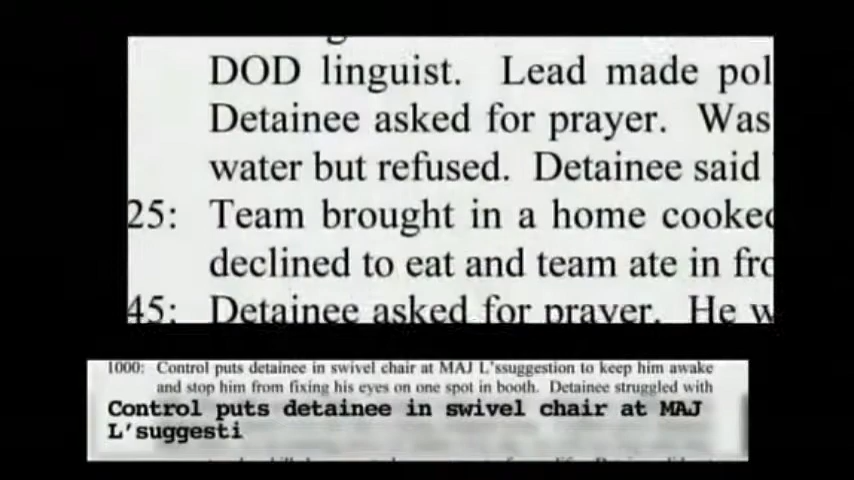 DOD linguist. Lead made pol
Detainee asked for prayer. Was
water but refused. Detainee said
25: Team brought in a home cooked
declined to eat and team ate in fro
45: Detainee asked for prayer. He w
1000: Control puts detainee in swivel chair at MAJ L'ssuggestion to keep him awake
and stop him from fixing his eyes on one spot in booth. Detainee struggled with
Control puts detainee in swivel chair at MAJ
L'suggesti